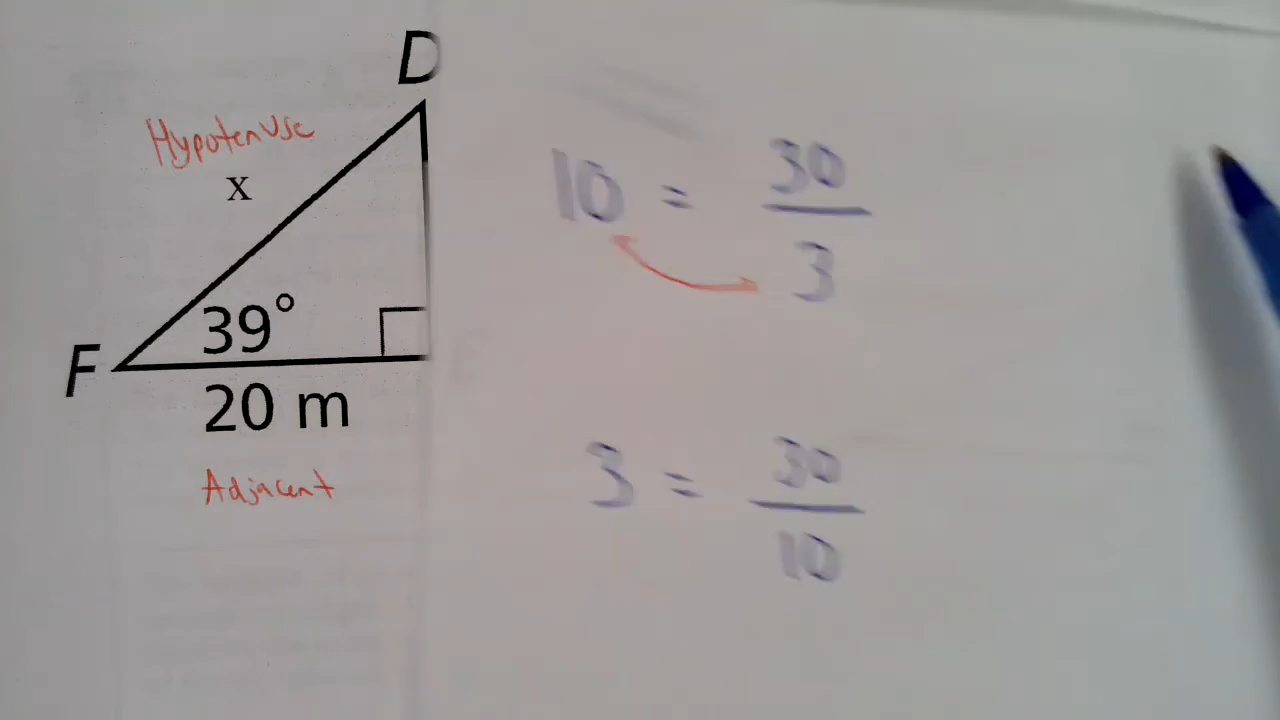 D
Hypotenuse
x
39°
F
20 m
Adjacent
10 = 30/3
3 = 30/10